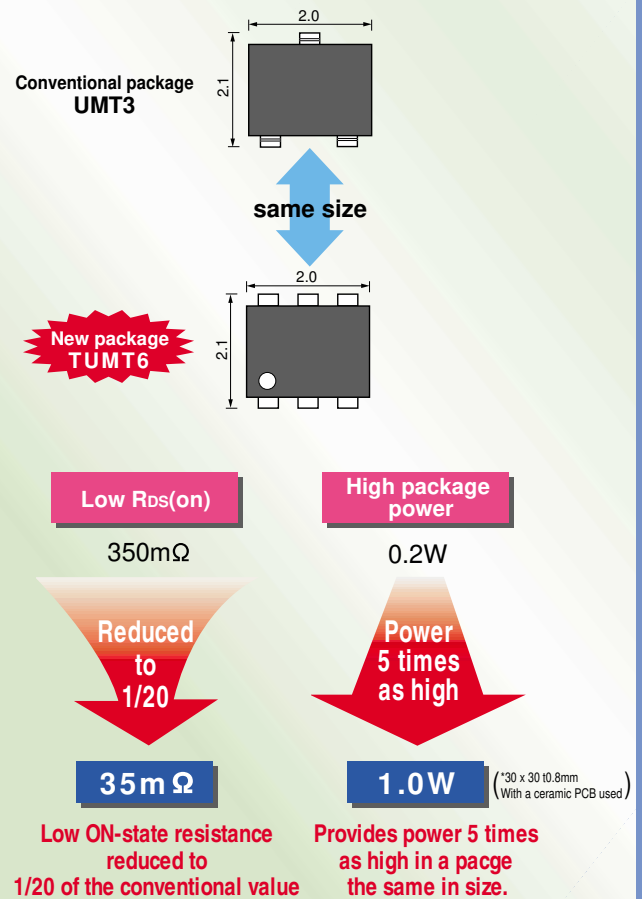 2.0
Conventional package
UMT3
2.1
same size
2.0
New package
TUMT6
2.1
Low RDS(on)
High package
power
350mΩ
0.2W
Reduced
to
1/20
Power
5 times
as high
35mΩ
1.0W
(*30 x 30 t0.8mm
With a ceramic PCB used)
Low ON-state resistance
reduced to
1/20 of the conventional value
Provides power 5 times
as high in a pacge
the same in size.